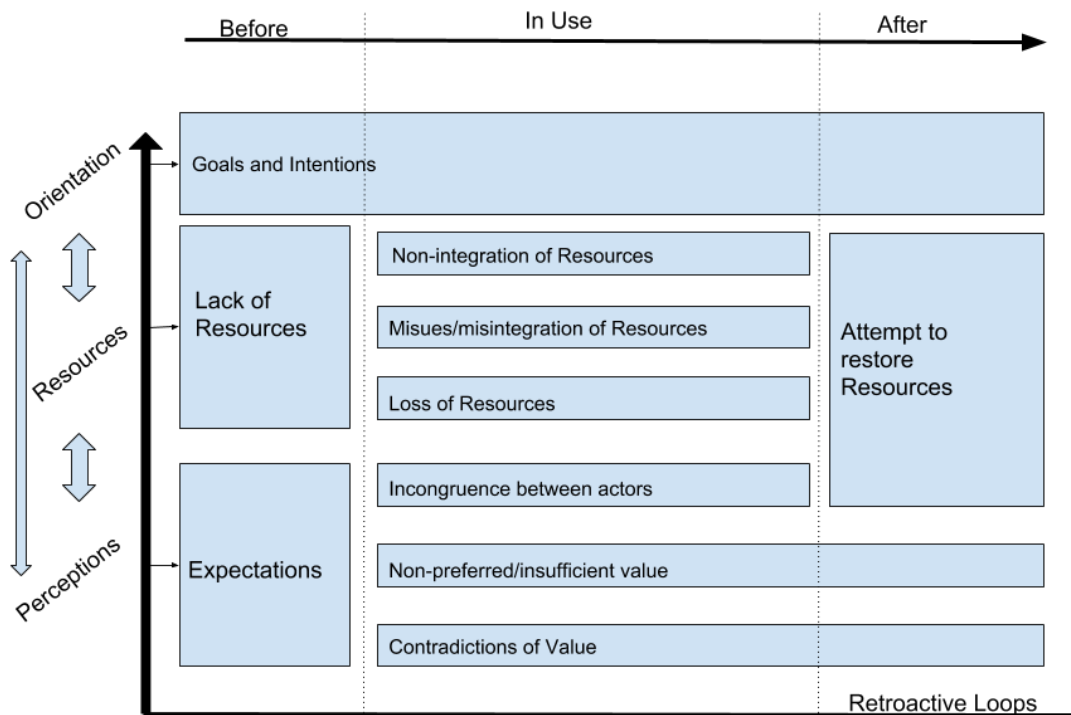 Before
In Use
After
Orientation
Goals and Intentions
Resources
Lack of
Resources
Non-integration of Resources
Misues/misintegration of Resources
Loss of Resources
Attempt to
restore
Resources
Perceptions
Expectations
Incongruence between actors
Non-preferred/insufficient value
Contradictions of Value
Retroactive Loops